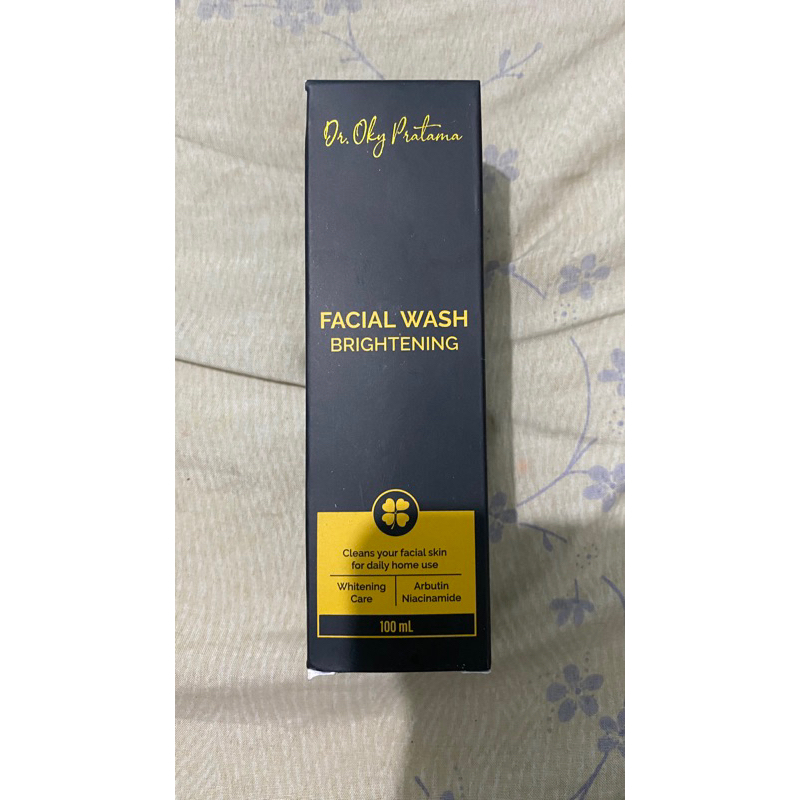 Dr. Oky Pratama
FACIAL WASH
BRIGHTENING
Cleans your facial skin
for daily home use
Whitening
Care
Arbutin
Niacinamide
100 mL